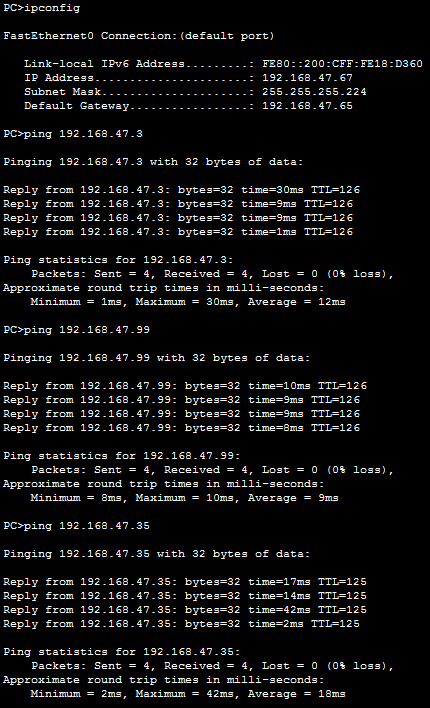 PC>ipconfig
FastEthernet0 Connection:(default port)
Link-local IPv6 Address.........: FE80::200:CFF:FE18:D360
IP Address......................: 192.168.47.67
Subnet Mask.....................: 255.255.255.224
Default Gateway.................: 192.168.47.65
PC>ping 192.168.47.3
Pinging 192.168.47.3 with 32 bytes of data:
Reply from 192.168.47.3: bytes=32 time=30ms TTL=126
Reply from 192.168.47.3: bytes=32 time=9ms TTL=126
Reply from 192.168.47.3: bytes=32 time=9ms TTL=126
Reply from 192.168.47.3: bytes=32 time=1ms TTL=126
Ping statistics for 192.168.47.3:
Packets: Sent = 4, Received = 4, Lost = 0 (0% loss),
Approximate round trip times in milli-seconds:
Minimum = 1ms, Maximum = 30ms, Average = 12ms
PC>ping 192.168.47.99
Pinging 192.168.47.99 with 32 bytes of data:
Reply from 192.168.47.99: bytes=32 time=10ms TTL=126
Reply from 192.168.47.99: bytes=32 time=9ms TTL=126
Reply from 192.168.47.99: bytes=32 time=9ms TTL=126
Reply from 192.168.47.99: bytes=32 time=8ms TTL=126
Ping statistics for 192.168.47.99:
Packets: Sent = 4, Received = 4, Lost = 0 (0% loss),
Approximate round trip times in milli-seconds:
Minimum = 8ms, Maximum = 10ms, Average = 9ms
PC>ping 192.168.47.35
Pinging 192.168.47.35 with 32 bytes of data:
Reply from 192.168.47.35: bytes=32 time=17ms TTL=125
Reply from 192.168.47.35: bytes=32 time=14ms TTL=125
Reply from 192.168.47.35: bytes=32 time=42ms TTL=125
Reply from 192.168.47.35: bytes=32 time=2ms TTL=125
Ping statistics for 192.168.47.35:
Packets: Sent = 4, Received = 4, Lost = 0 (0% loss),
Approximate round trip times in milli-seconds:
Minimum = 2ms, Maximum = 42ms, Average = 18ms